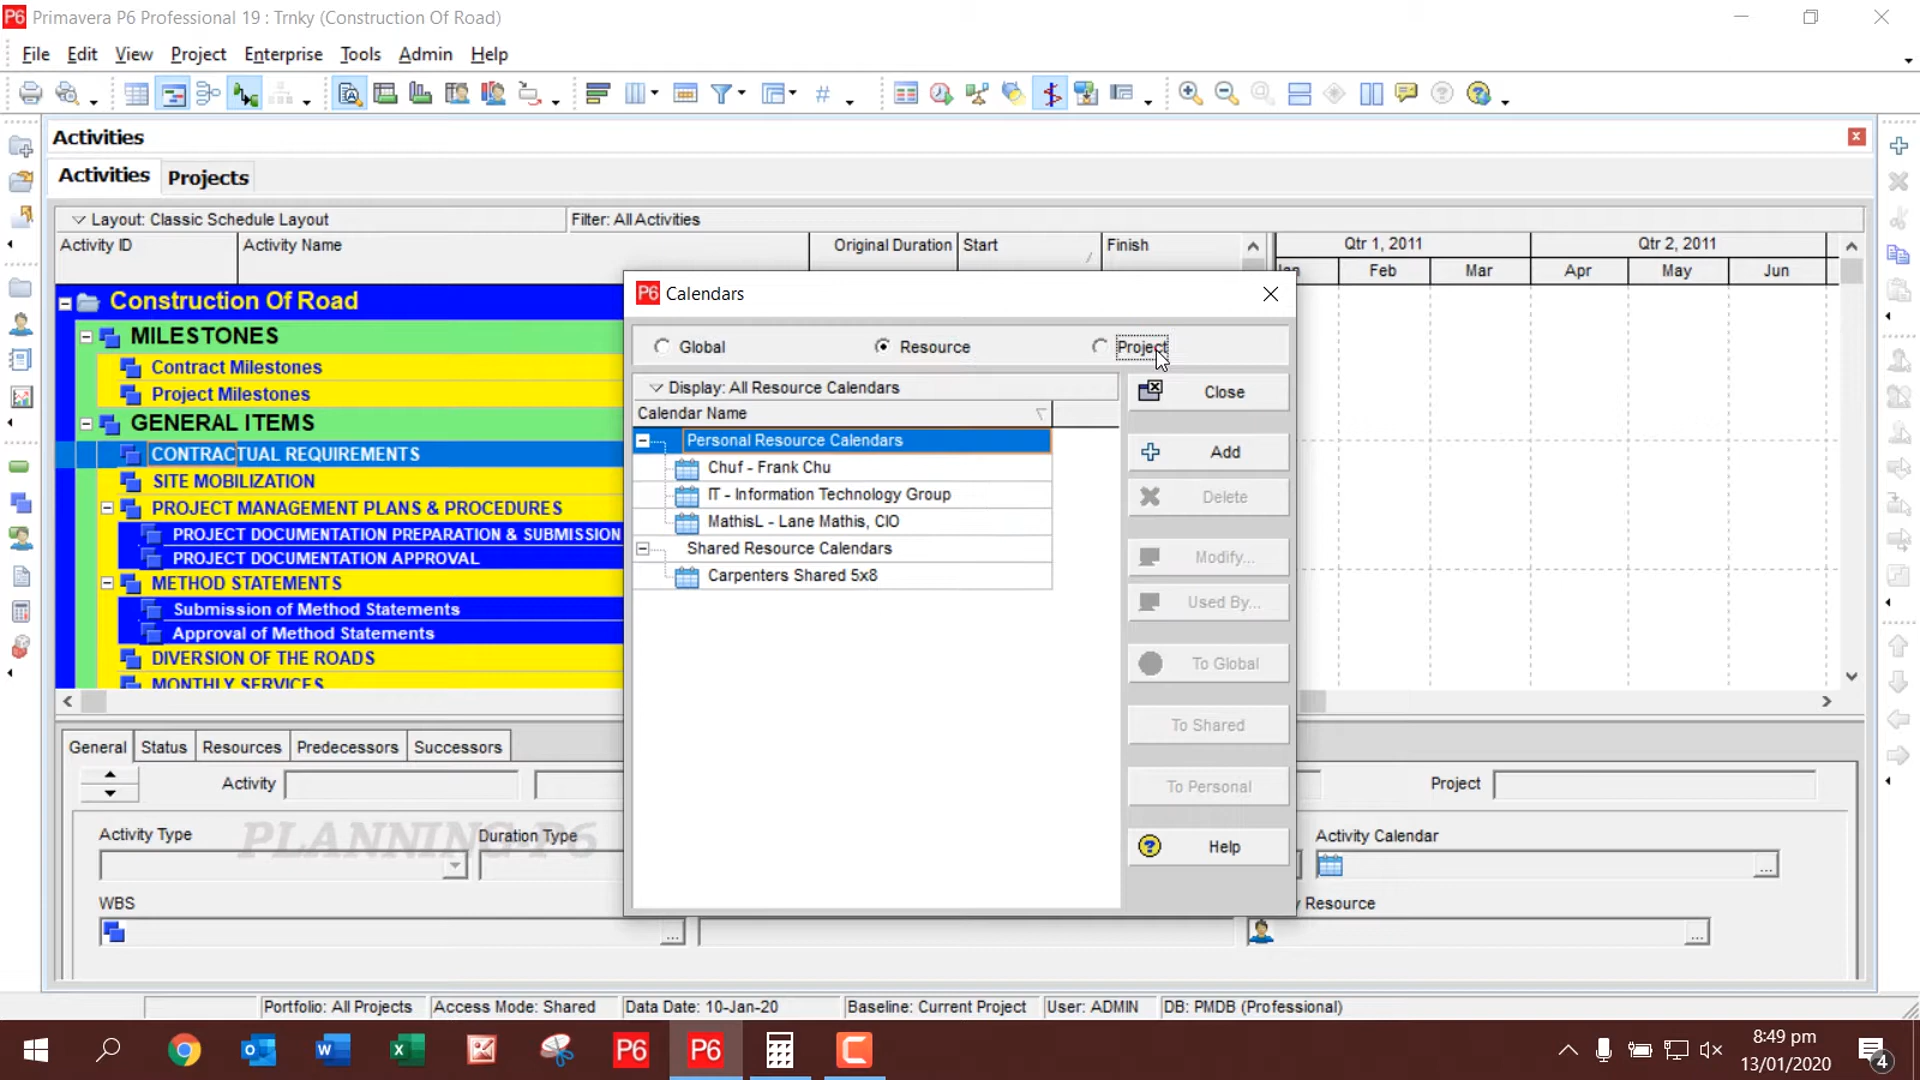 P6 Primavera P6 Professional 19 : Trnky (Construction Of Road)
File Edit View Project Enterprise Tools Admin Help
Activities
Activities Projects
Layout: Classic Schedule Layout Filter: All Activities
Activity ID Activity Name Original Duration Start Finish
Qtr 1, 2011 Qtr 2, 2011
Feb Mar Apr May Jun
Construction Of Road
MILESTONES
Contract Milestones
Project Milestones
GENERAL ITEMS
CONTRACTUAL REQUIREMENTS
SITE MOBILIZATION
PROJECT MANAGEMENT PLANS & PROCEDURES
PROJECT DOCUMENTATION PREPARATION & SUBMISSION
PROJECT DOCUMENTATION APPROVAL
METHOD STATEMENTS
Submission of Method Statements
Approval of Method Statements
DIVERSION OF THE ROADS
MONTHLY SERVICES
P6 Calendars
Global Resource Project
Display: All Resource Calendars
Calendar Name
Personal Resource Calendars
Chuf - Frank Chu
IT - Information Technology Group
MathisL - Lane Mathis, CIO
Shared Resource Calendars
Carpenters Shared 5x8
Close
Add
Delete
Modify...
Used By...
To Global
To Shared
To Personal
Help
General Status Resources Predecessors Successors
Activity Project
Activity Type Duration Type Activity Calendar
PLANNING-P6
WBS Resource
Portfolio: All Projects Access Mode: Shared Data Date: 10-Jan-20 Baseline: Current Project User: ADMIN DB: PMDB (Professional)
P6 P6
8:49 pm
13/01/2020
4